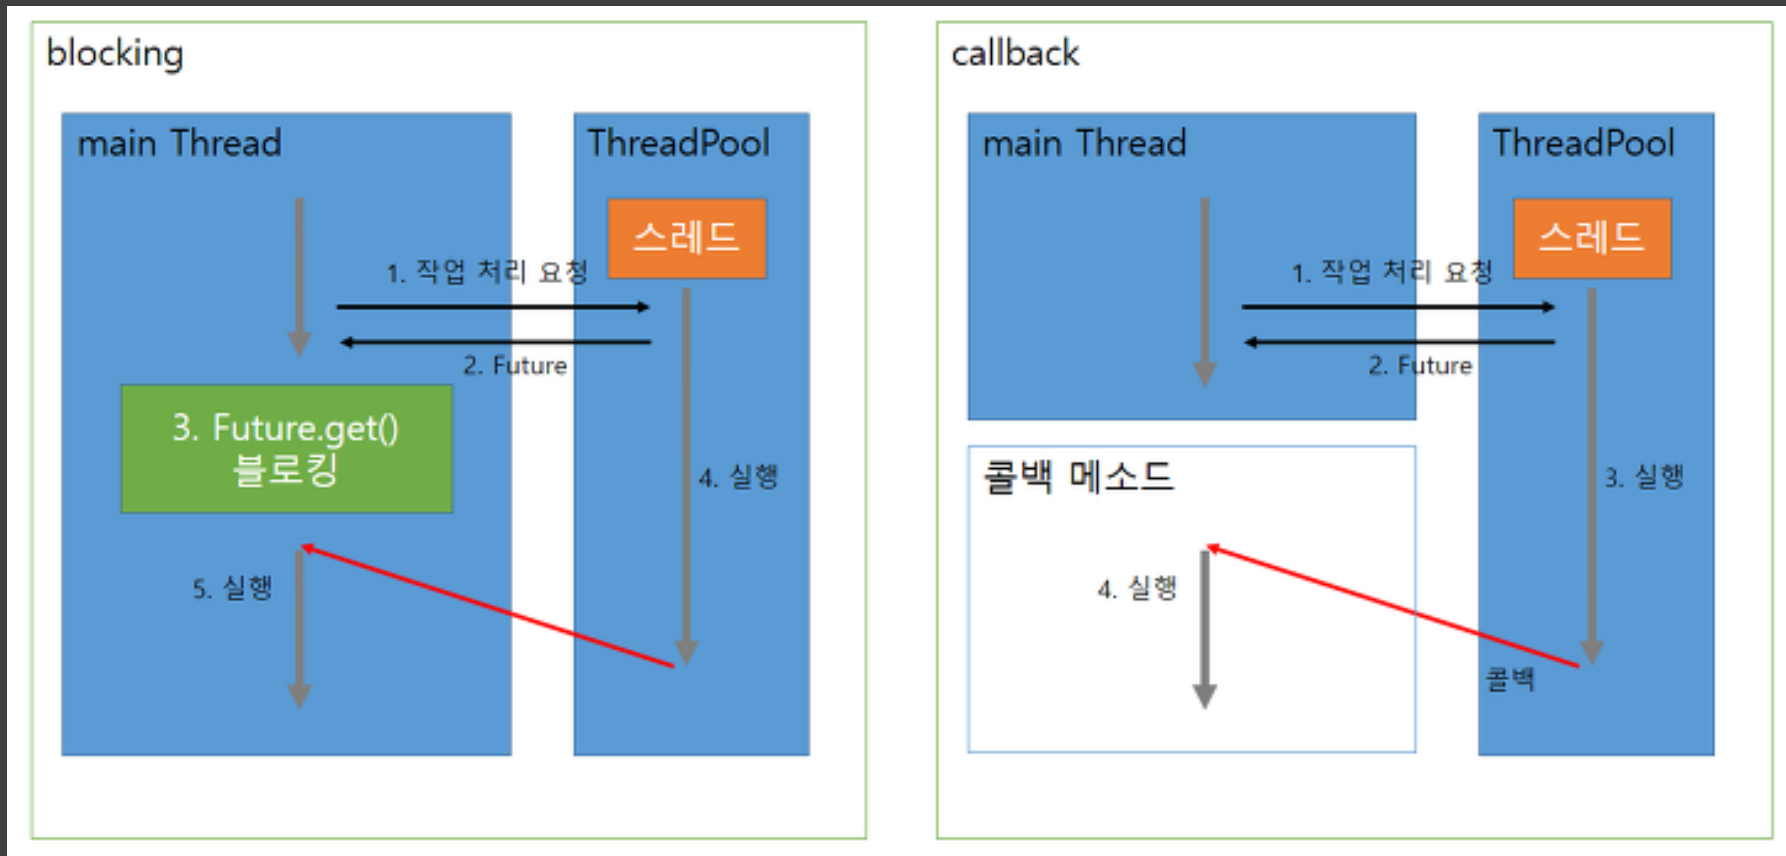 blocking
main Thread
ThreadPool
스레드
1. 작업 처리 요청
2. Future
3. Future.get()
블로킹
4. 실행
5. 실행
callback
main Thread
ThreadPool
스레드
1. 작업 처리 요청
2. Future
콜백 메소드
3. 실행
4. 실행
콜백